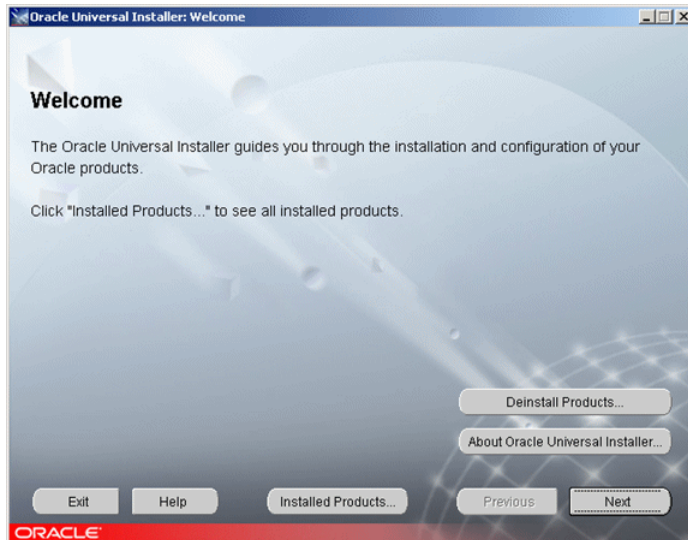 Oracle Universal Installer: Welcome
Welcome
The Oracle Universal Installer guides you through the installation and configuration of your
Oracle products.
Click "Installed Products..." to see all installed products.
Deinstall Products...
About Oracle Universal Installer...
Exit Help Installed Products... Previous Next
ORACLE